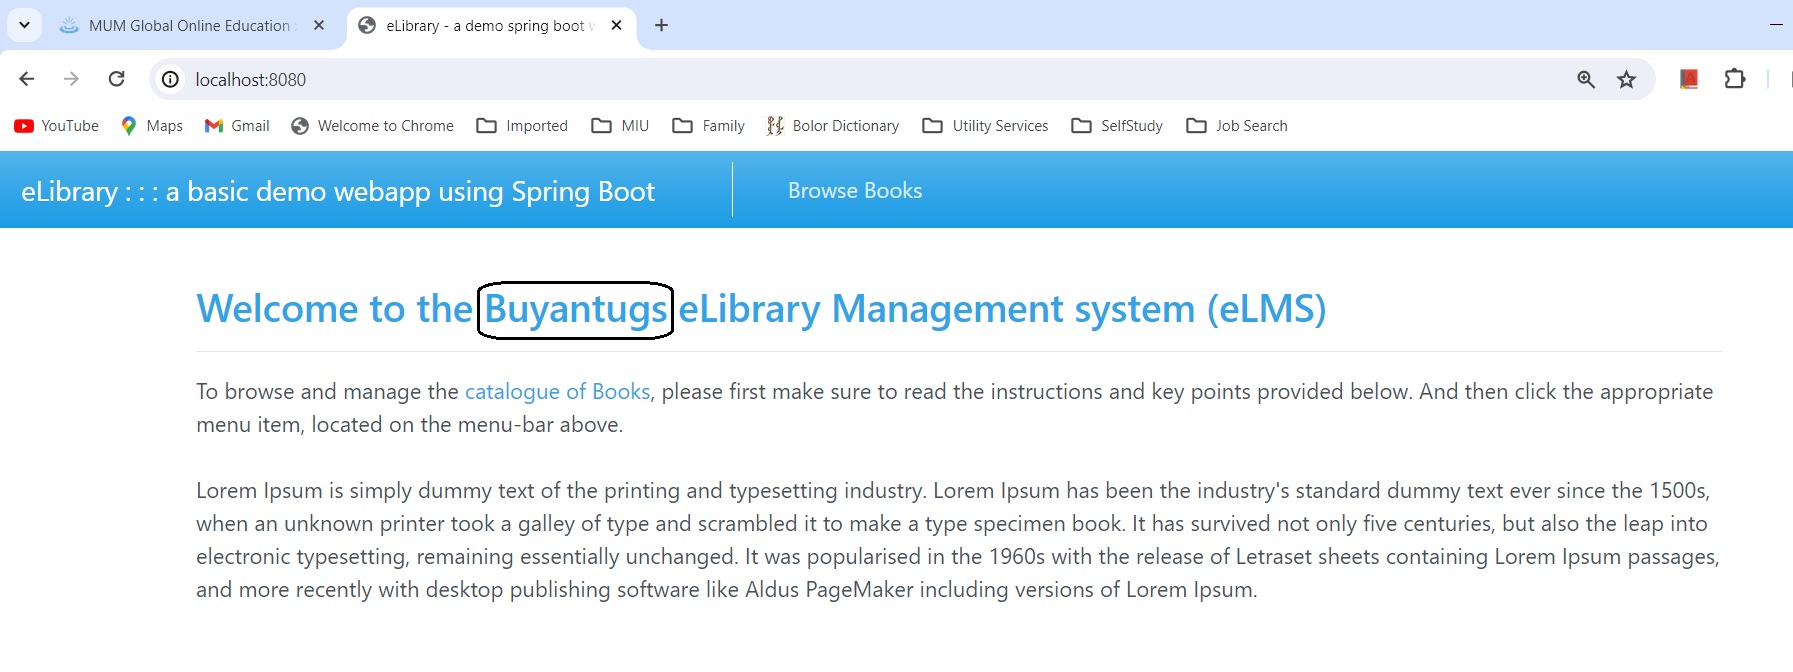 MUM Global Online Education
eLibrary - a demo spring boot
localhost:8080
YouTube Maps Gmail Welcome to Chrome Imported MIU Family Bolor Dictionary Utility Services SelfStudy Job Search
eLibrary : : : a basic demo webapp using Spring Boot
Browse Books
Welcome to the Buyantugs eLibrary Management system (eLMS)
To browse and manage the catalogue of Books, please first make sure to read the instructions and key points provided below. And then click the appropriate
menu item, located on the menu-bar above.
Lorem Ipsum is simply dummy text of the printing and typesetting industry. Lorem Ipsum has been the industry's standard dummy text ever since the 1500s,
when an unknown printer took a galley of type and scrambled it to make a type specimen book. It has survived not only five centuries, but also the leap into
electronic typesetting, remaining essentially unchanged. It was popularised in the 1960s with the release of Letraset sheets containing Lorem Ipsum passages,
and more recently with desktop publishing software like Aldus PageMaker including versions of Lorem Ipsum.